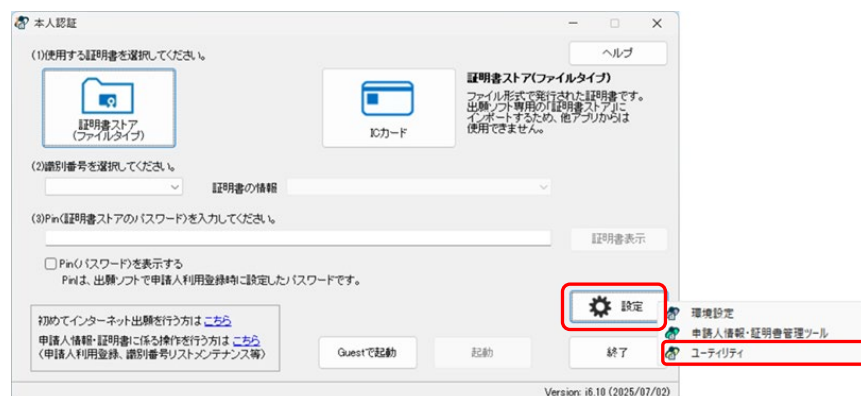 本人認証
(1)使用する証明書を選択してください。
ヘルプ
証明書ストア
(ファイルタイプ)
ICカード
証明書ストア(ファイルタイプ)
ファイル形式で発行された証明書です。
出願ソフト専用の「証明書ストア」に
インポートするため、他アプリからは
使用できません。
(2)識別番号を選択してください。
証明書の情報
(3)Pin(証明書ストアのパスワード)を入力してください。
証明書表示
Pin(パスワード)を表示する
Pinは、出願ソフトで申請人利用登録時に設定したパスワードです。
設定
環境設定
申請人情報・証明書管理ツール
ユーティリティ
初めてインターネット出願を行う方は こちら
申請人情報・証明書に係る操作を行う方は こちら
(申請人利用登録、識別番号リストメンテナンス等)
Guestで起動
起動
終了
Version: i6.10 (2025/07/02)